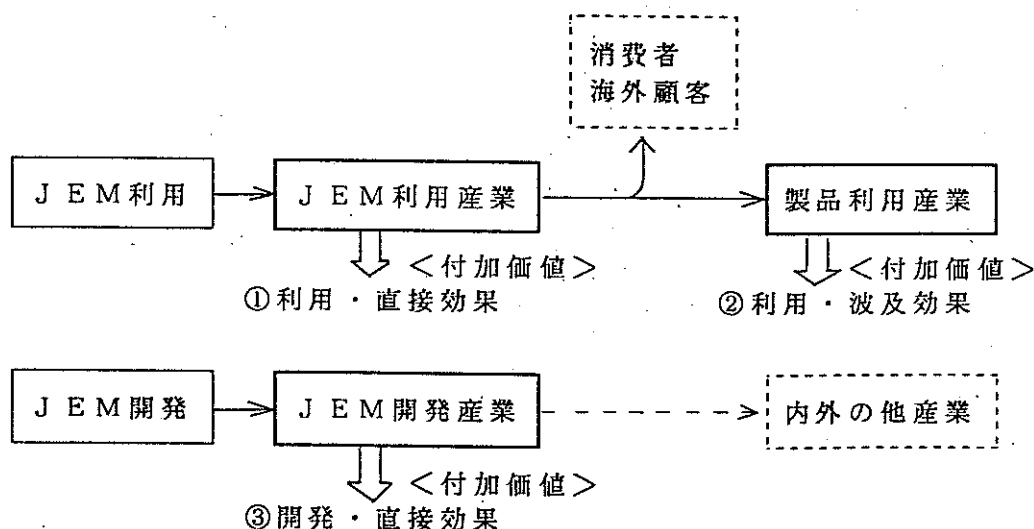 消費者
海外顧客
JEM利用
JEM利用産業
製品利用産業
<付加価値>
①利用・直接効果
<付加価値>
②利用・波及効果
JEM開発
JEM開発産業
内外の他産業
<付加価値>
③開発・直接効果